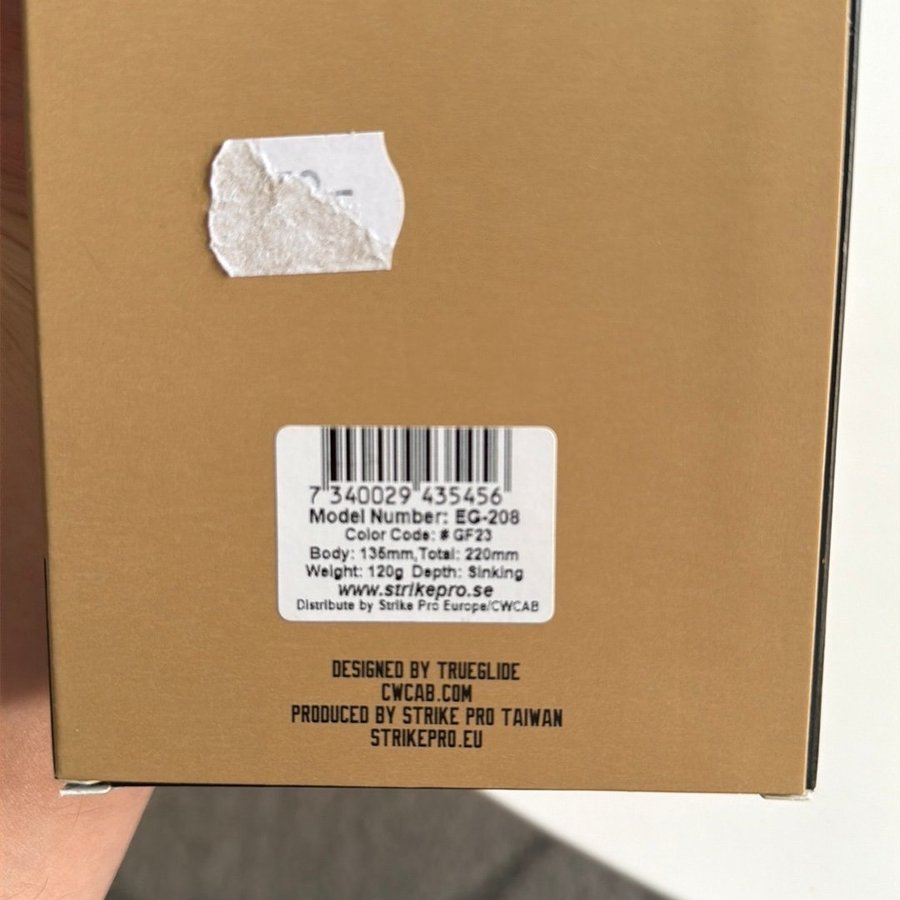 7 340029 435456
Model Number: EG-208
Color Code: # GF23
Body: 135mm,Total: 220mm
Weight: 120g Depth: Sinking
www.strikepro.se
Distribute by Strike Pro Europe/CWCAB
DESIGNED BY TRUEGLIDE
CWCAB.COM
PRODUCED BY STRIKE PRO TAIWAN
STRIKEPRO.EU